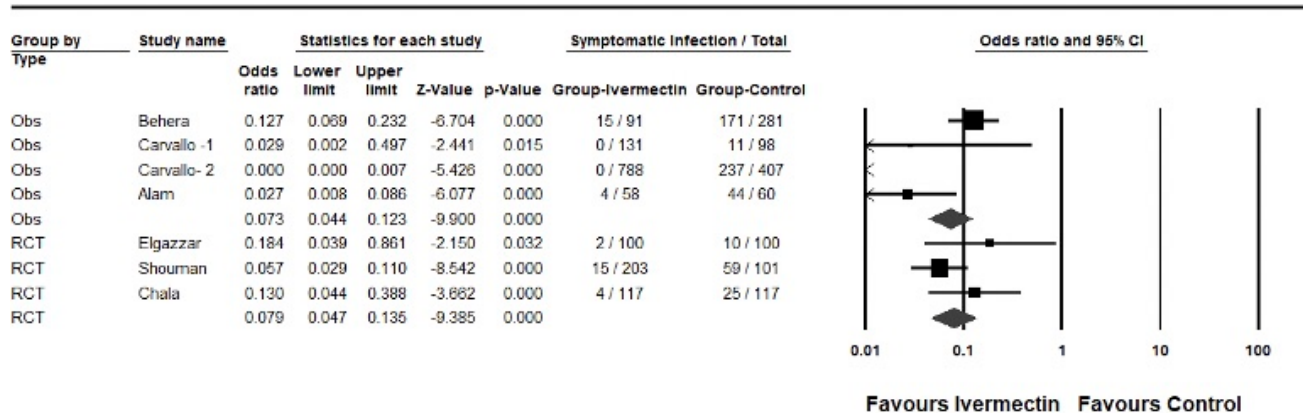 Group by Type Study name Statistics for each study Symptomatic Infection / Total Odds ratio and 95% CI
Odds ratio Lower limit Upper limit Z-Value p-Value Group-Ivermectin Group-Control
Obs Behera 0.127 0.069 0.232 -6.704 0.000 15 / 91 171 / 281
Obs Carvallo -1 0.029 0.002 0.497 -2.441 0.015 0 / 131 11 / 98
Obs Carvallo- 2 0.000 0.000 0.007 -5.426 0.000 0 / 788 237 / 407
Obs Alam 0.027 0.008 0.086 -6.077 0.000 4 / 58 44 / 60
Obs 0.073 0.044 0.123 -9.900 0.000
RCT Elgazzar 0.184 0.039 0.861 -2.150 0.032 2 / 100 10 / 100
RCT Shouman 0.057 0.029 0.110 -8.542 0.000 15 / 203 59 / 101
RCT Chala 0.130 0.044 0.388 -3.662 0.000 4 / 117 25 / 117
RCT 0.079 0.047 0.135 -9.385 0.000
0.01 0.1 1 10 100
Favours Ivermectin Favours Control